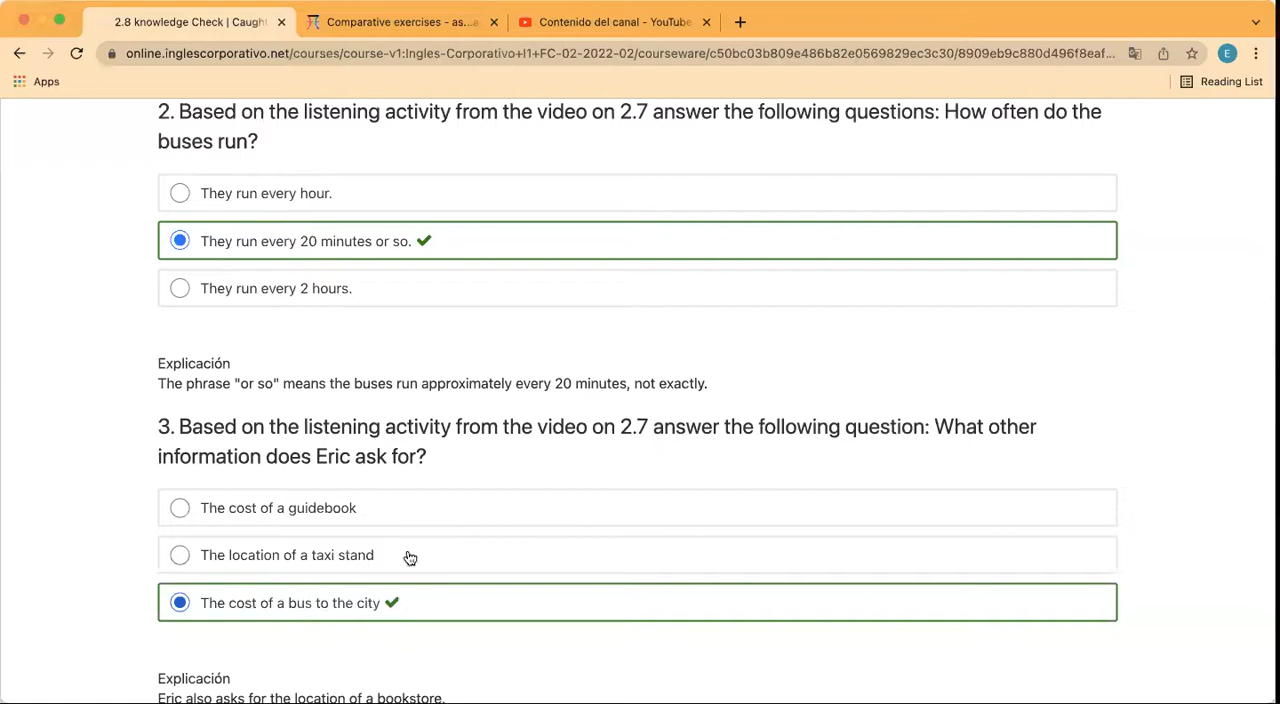 2.8 knowledge Check | Caught
Comparative exercises - as...a
Contenido del canal - YouTube
online.inglescorporativo.net/courses/course-v1:Ingles-Corporativo+I1+FC-02-2022-02/courseware/c50bc03b809e486b82e0569829ec3c30/8909eb9c880d496f8eaf...
E
Apps
Reading List
2. Based on the listening activity from the video on 2.7 answer the following questions: How often do the
buses run?
They run every hour.
They run every 20 minutes or so.
They run every 2 hours.
Explicación
The phrase "or so" means the buses run approximately every 20 minutes, not exactly.
3. Based on the listening activity from the video on 2.7 answer the following question: What other
information does Eric ask for?
The cost of a guidebook
The location of a taxi stand
The cost of a bus to the city
Explicación
Eric also asks for the location of a bookstore.